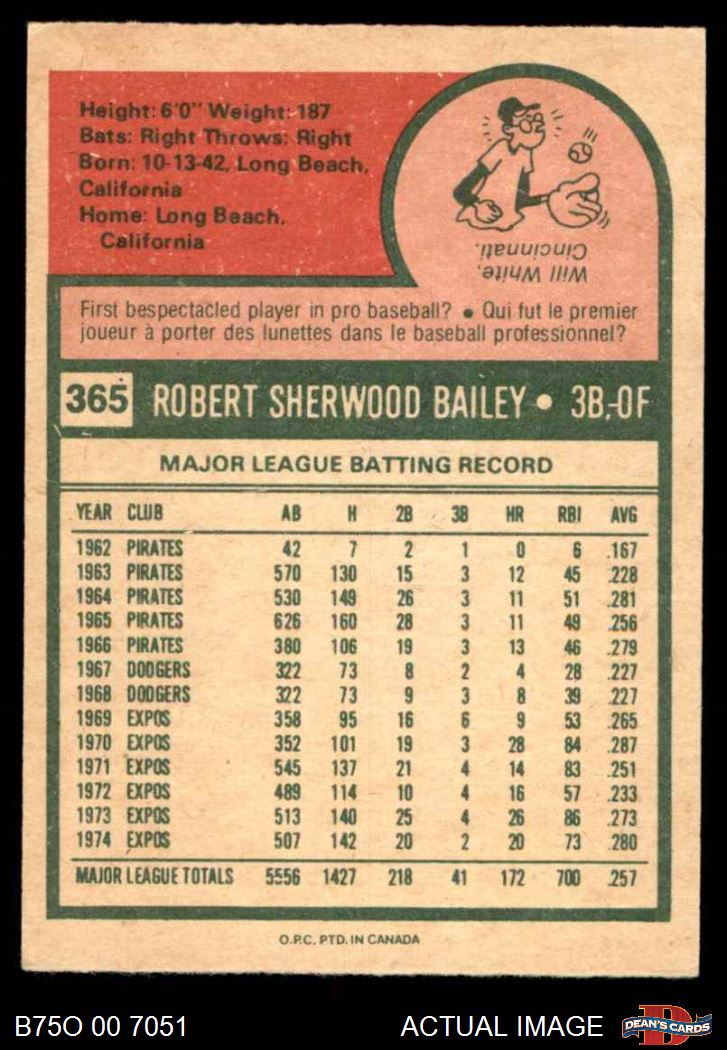 Height: 6'0" Weight: 187
Bats: Right Throws: Right
Born: 10-13-42, Long Beach,
California
Home: Long Beach,
California
Will White,
Cincinnati.
First bespectacled player in pro baseball? • Qui fut le premier
joueur à porter des lunettes dans le baseball professionnel?
365 ROBERT SHERWOOD BAILEY • 3B,-OF
MAJOR LEAGUE BATTING RECORD
YEAR CLUB AB H 2B 3B HR RBI AVG
1962 PIRATES 42 7 2 1 0 6 .167
1963 PIRATES 570 130 15 3 12 45 .228
1964 PIRATES 530 149 26 3 11 51 .281
1965 PIRATES 626 160 28 3 11 49 .256
1966 PIRATES 380 106 19 3 13 46 .279
1967 DODGERS 322 73 8 2 4 28 .227
1968 DODGERS 322 73 9 3 8 39 .227
1969 EXPOS 358 95 16 6 9 53 .265
1970 EXPOS 352 101 19 3 28 84 .287
1971 EXPOS 545 137 21 4 14 83 .251
1972 EXPOS 489 114 10 4 16 57 .233
1973 EXPOS 513 140 25 4 26 86 .273
1974 EXPOS 507 142 20 2 20 73 .280
MAJOR LEAGUE TOTALS 5556 1427 218 41 172 700 .257
O.P.C. PTD. IN CANADA
B75O 00 7051 ACTUAL IMAGE D DEAN'S CARDS